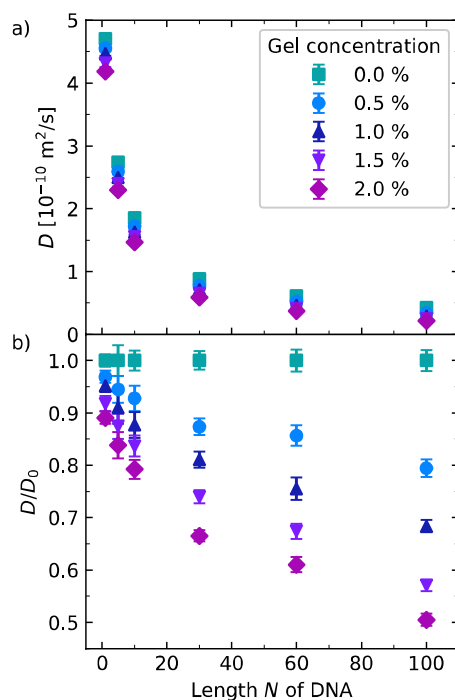 a)
5
4
3
2
1
0
D [10⁻¹⁰ m²/s]
Gel concentration
0.0 %
0.5 %
1.0 %
1.5 %
2.0 %
b)
1.0
0.9
0.8
0.7
0.6
0.5
D/D₀
0 20 40 60 80 100
Length N of DNA